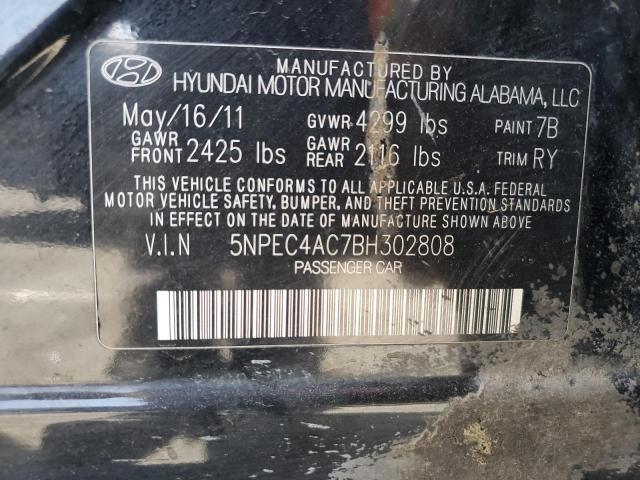 MANUFACTURED BY
HYUNDAI MOTOR MANUFACTURING ALABAMA, LLC
May/16/11 GVWR 4299 lbs PAINT 7B
GAWR FRONT 2425 lbs GAWR REAR 2116 lbs TRIM RY
THIS VEHICLE CONFORMS TO ALL APPLICABLE U.S.A. FEDERAL
MOTOR VEHICLE SAFETY, BUMPER, AND THEFT PREVENTION STANDARDS
IN EFFECT ON THE DATE OF MANUFACTURE SHOWN ABOVE
V.I.N 5NPEC4AC7BH302808
PASSENGER CAR